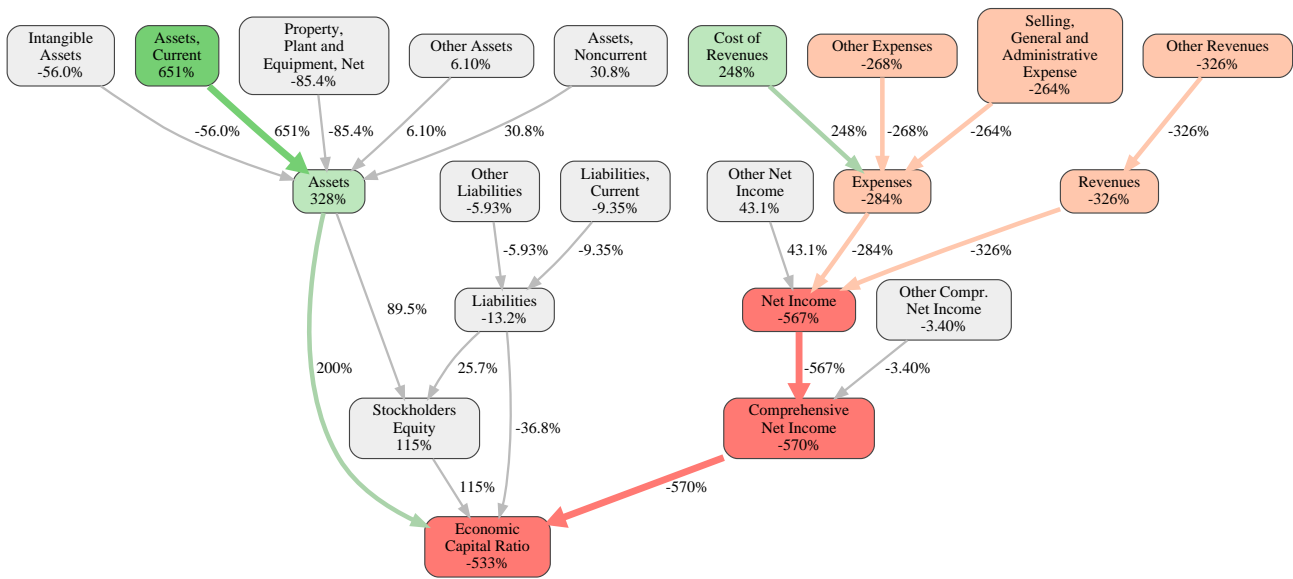 Intangible
Assets
-56.0%
Assets,
Current
651%
Property,
Plant and
Equipment, Net
-85.4%
Other Assets
6.10%
Assets,
Noncurrent
30.8%
Cost of
Revenues
248%
Other Expenses
-268%
Selling,
General and
Administrative
Expense
-264%
Other Revenues
-326%
-56.0%
651%
-85.4%
6.10%
30.8%
248%
-268%
-264%
-326%
Assets
328%
Other
Liabilities
-5.93%
Liabilities,
Current
-9.35%
Other Net
Income
43.1%
Expenses
-284%
Revenues
-326%
-5.93%
-9.35%
43.1%
-284%
-326%
Liabilities
-13.2%
Net Income
-567%
Other Compr.
Net Income
-3.40%
89.5%
200%
25.7%
-567%
-3.40%
Stockholders
Equity
115%
-36.8%
Comprehensive
Net Income
-570%
115%
-570%
Economic
Capital Ratio
-533%